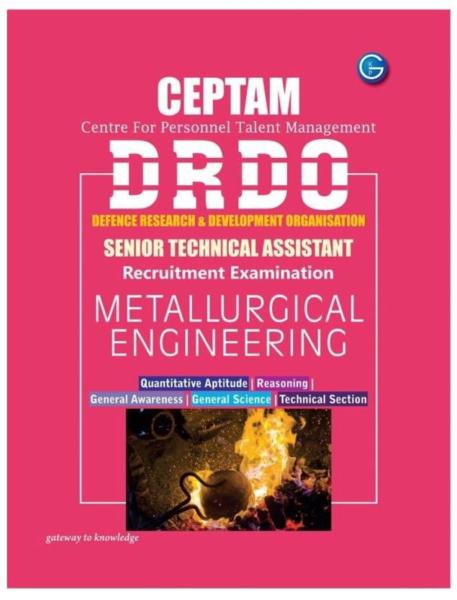 G
K
P
CEPTAM
Centre For Personnel Talent Management
DRDO
DEFENCE RESEARCH & DEVELOPMENT ORGANISATION
SENIOR TECHNICAL ASSISTANT
Recruitment Examination
METALLURGICAL
ENGINEERING
Quantitative Aptitude | Reasoning |
General Awareness | General Science | Technical Section
gateway to knowledge